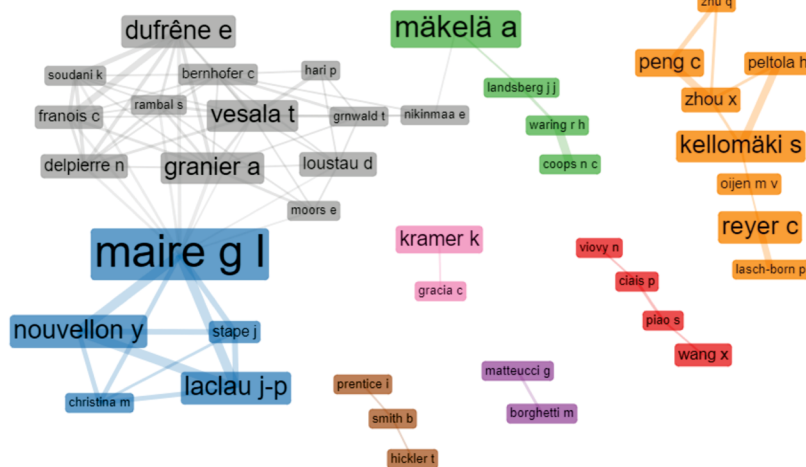 zhu q
dufrêne e
mäkelä a
peng c
peltola h
soudani k
bernhofer c
hari p
landsberg j j
zhou x
franois c
rambal s
vesala t
grnwald t
nikinmaa e
waring r h
kellomäki s
delpierre n
granier a
loustau d
coops n c
oijen m v
moors e
reyer c
maire g l
kramer k
viovy n
lasch-born p
gracia c
ciais p
nouvellon y
stape j
piao s
wang x
laclau j-p
christina m
prentice i
matteucci g
smith b
borghetti m
hickler t